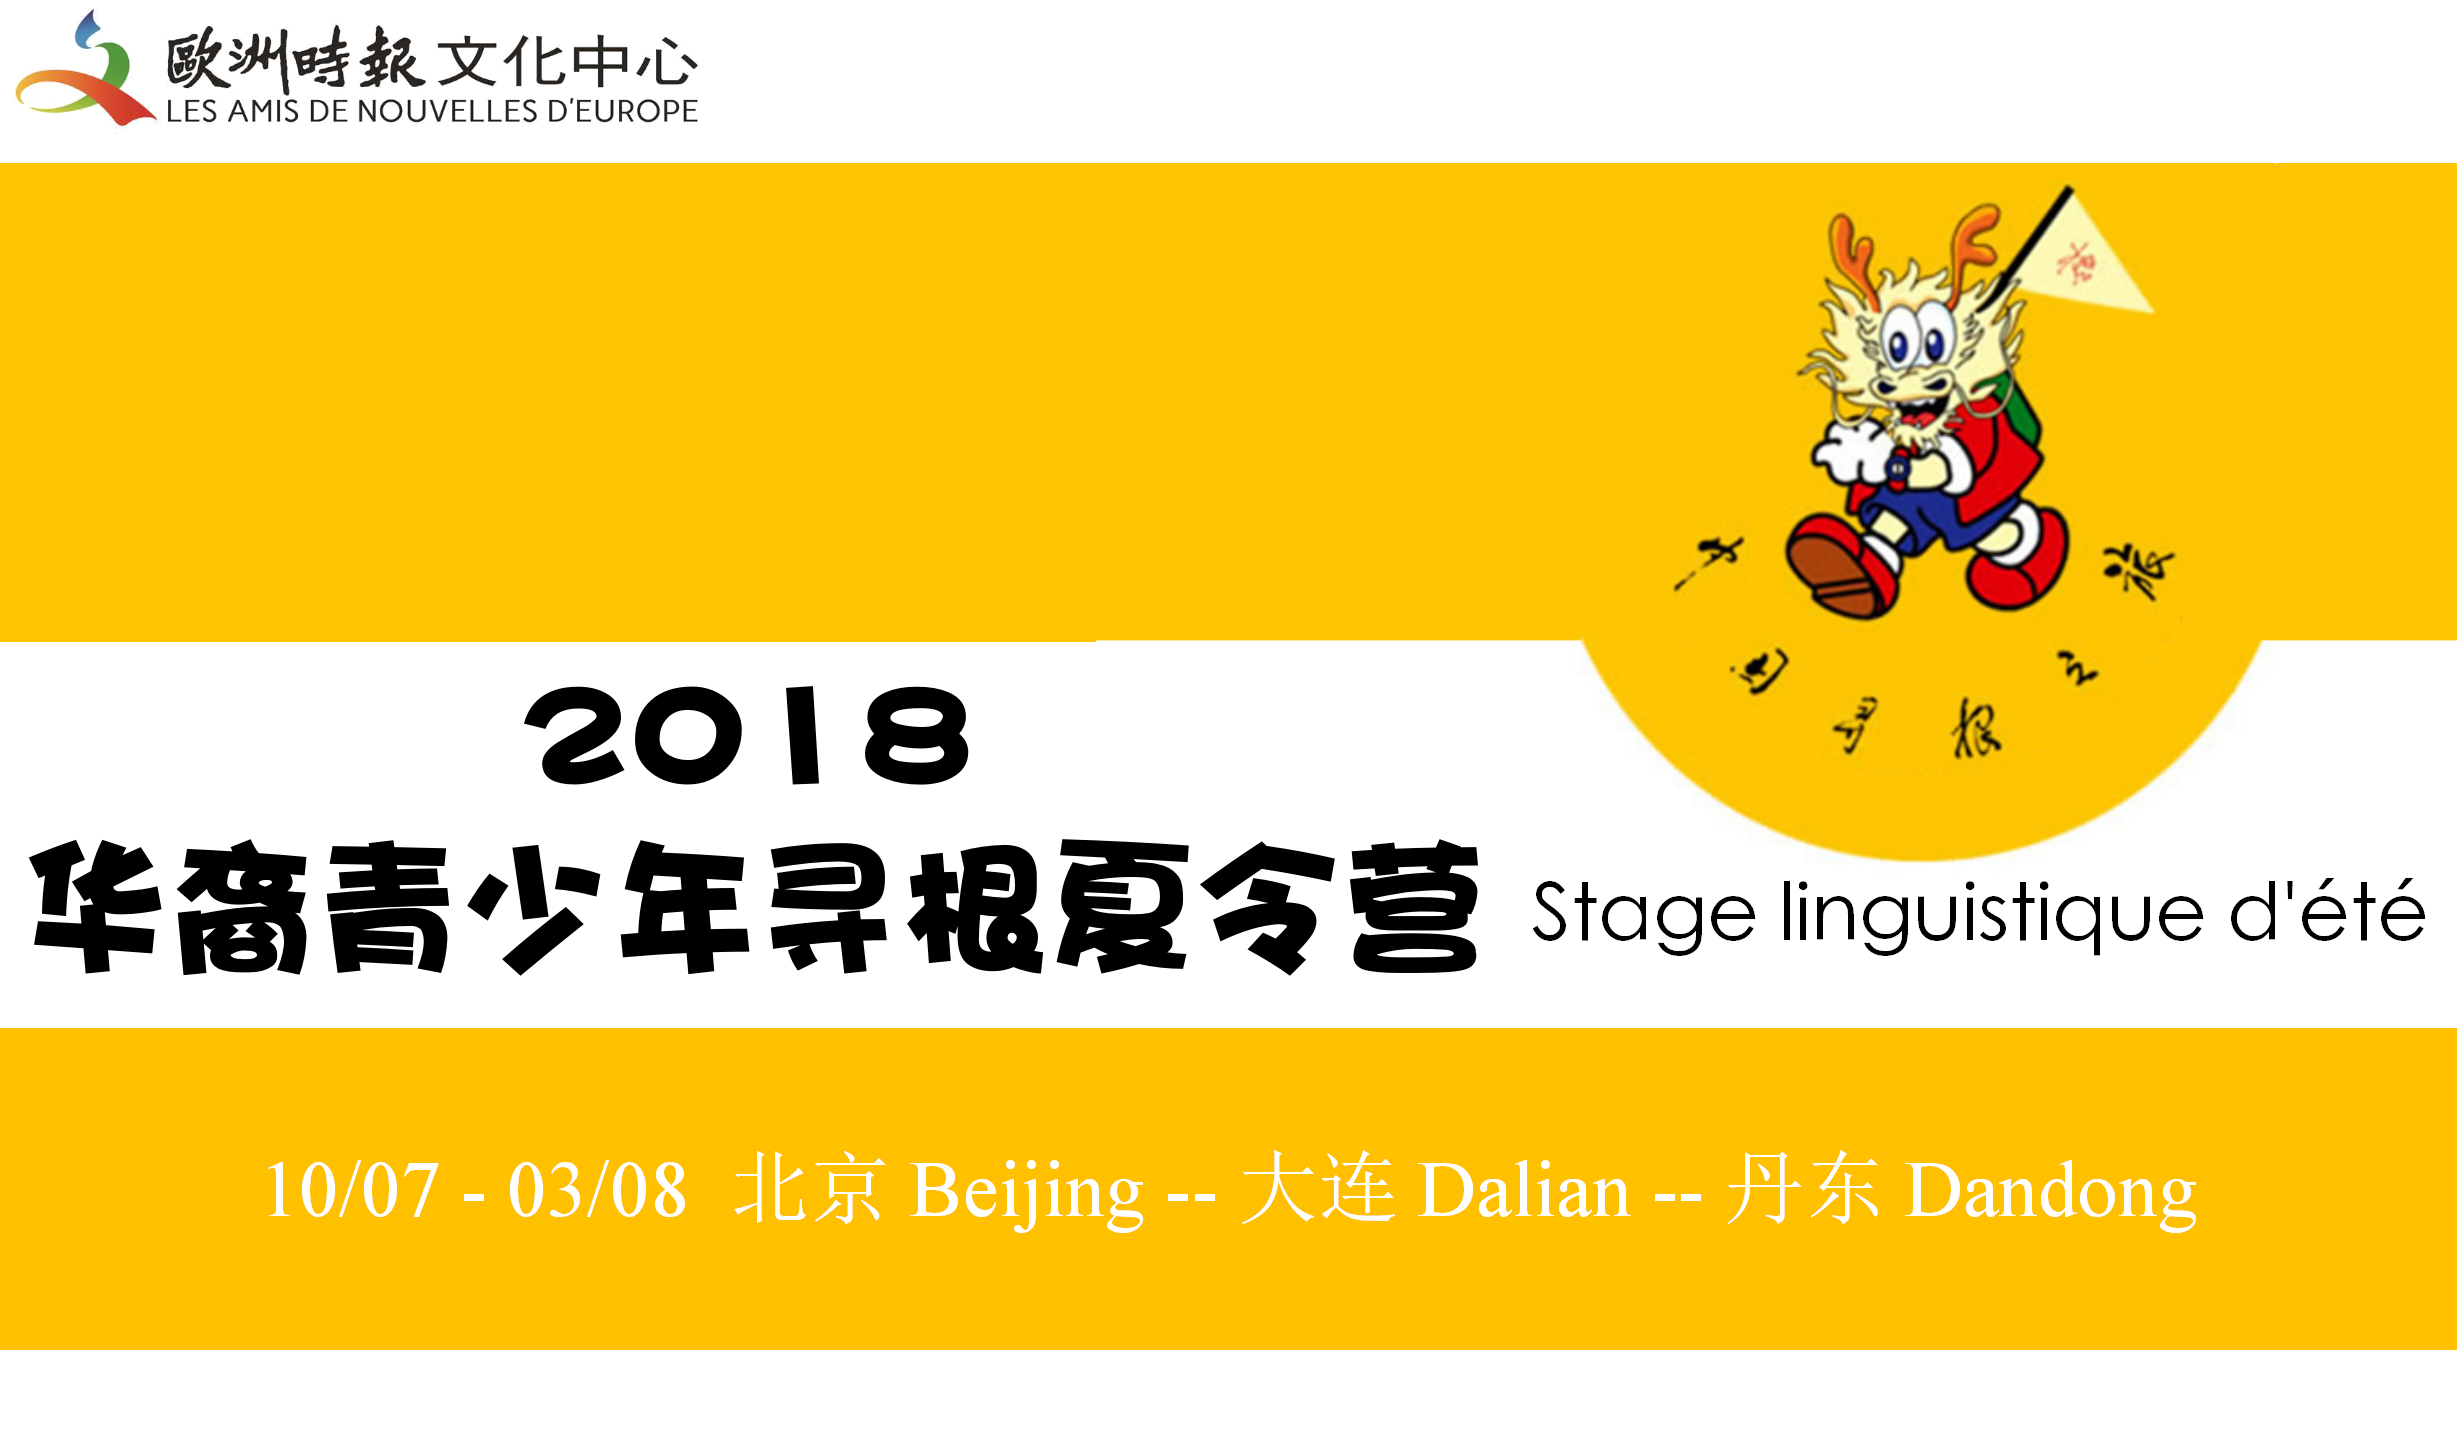 歐洲時報文化中心
LES AMIS DE NOUVELLES D'EUROPE
中
国
寻
根
之
旅
2018
华裔青少年寻根夏令营 Stage linguistique d'été
10/07 - 03/08 北京 Beijing -- 大连 Dalian -- 丹东 Dandong